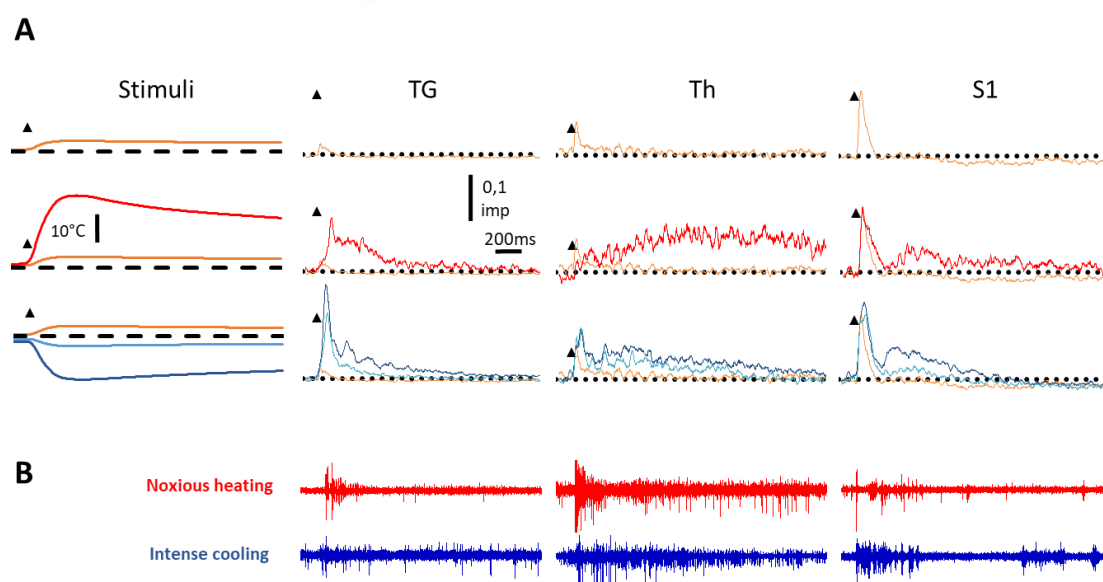 A
Stimuli
TG
Th
S1
0,1
imp
10°C
200ms
B
Noxious heating
Intense cooling